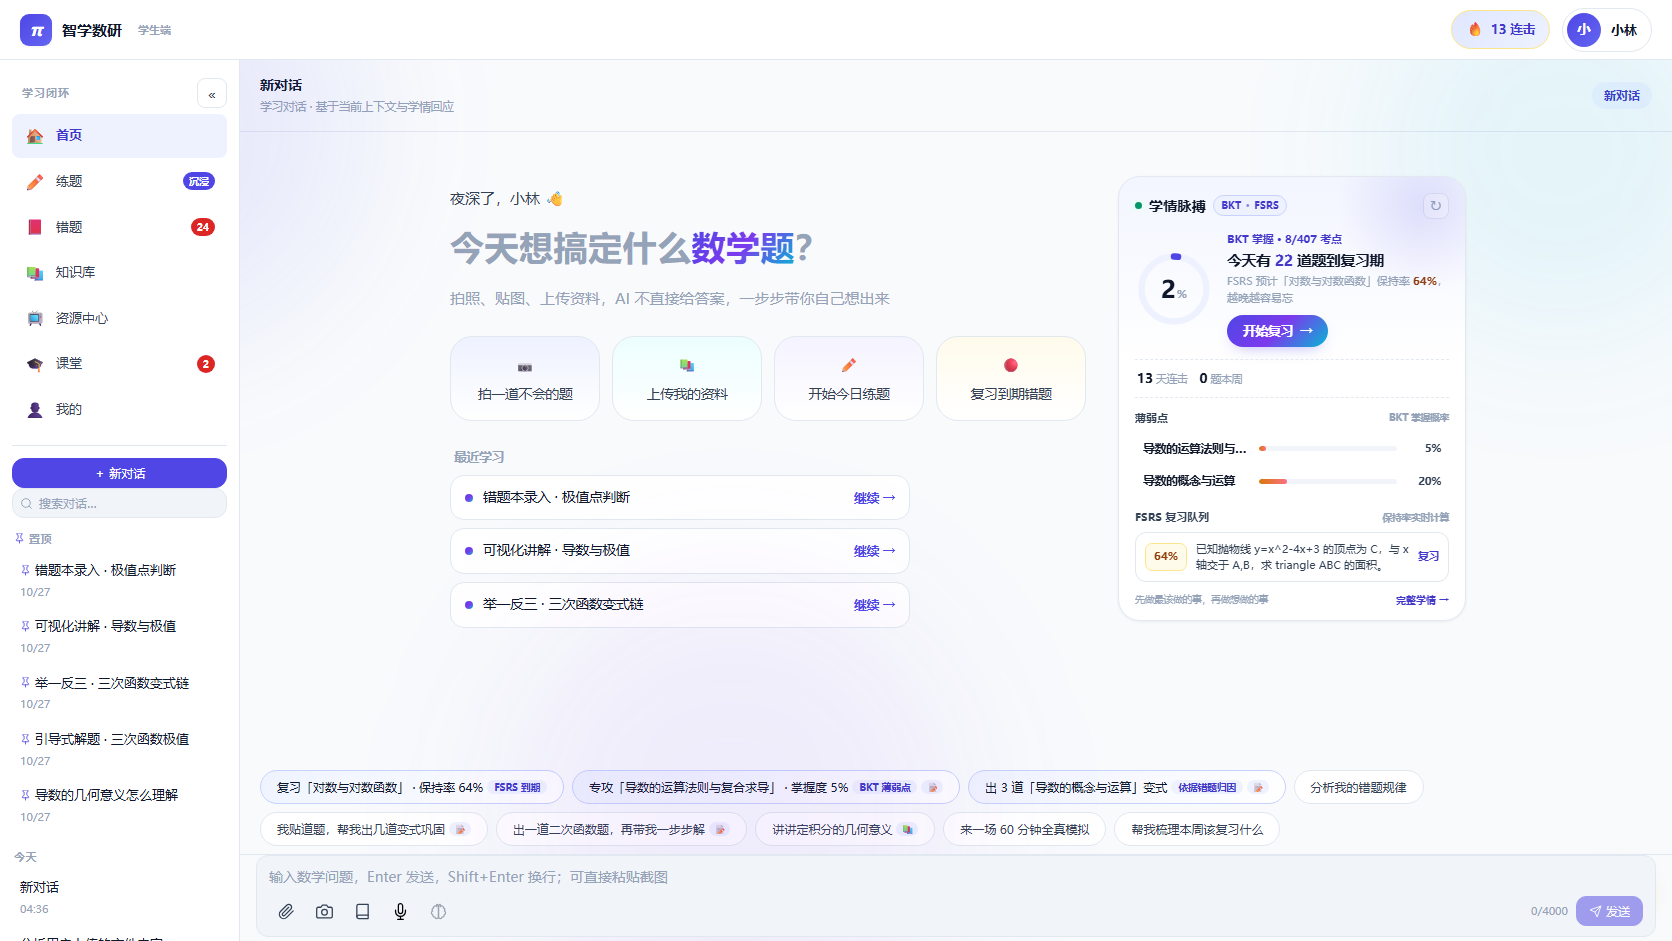 π 智学数研 学生端
13 连击
小 小林
学习闭环 «
首页
练题 沉浸
错题 24
知识库
资源中心
课堂 2
我的
+ 新对话
搜索对话...
置顶
错题本录入 · 极值点判断
10/27
可视化讲解 · 导数与极值
10/27
举一反三 · 三次函数变式链
10/27
引导式解题 · 三次函数极值
10/27
导数的几何意义怎么理解
10/27
今天
新对话
04:36
新对话
学习对话 · 基于当前上下文与学情回应
新对话
夜深了，小林
今天想搞定什么数学题？
拍照、贴图、上传资料，AI 不直接给答案，一步步带你自己想出来
拍一道不会的题
上传我的资料
开始今日练题
复习到期错题
最近学习
错题本录入 · 极值点判断 继续 →
可视化讲解 · 导数与极值 继续 →
举一反三 · 三次函数变式链 继续 →
学情脉搏 BKT · FSRS ↻
2%
BKT 掌握 • 8/407 考点
今天有 22 道题到复习期
FSRS 预计「对数与对数函数」保持率 64%，
越晚越容易忘
开始复习 →
13 天连击 0 题本周
薄弱点 BKT 掌握概率
导数的运算法则与... 5%
导数的概念与运算 20%
FSRS 复习队列 保持率实时计算
64% 已知抛物线 y=x^2-4x+3 的顶点为 C，与 x
轴交于 A,B，求 triangle ABC 的面积。 复习
先做最该做的事，再做想做的事 完整学情 →
复习「对数与对数函数」 · 保持率 64% FSRS 到期
专攻「导数的运算法则与复合求导」 · 掌握度 5% BKT 薄弱点
出 3 道「导数的概念与运算」变式 依据错题归因
分析我的错题规律
我贴道题，帮我出几道变式巩固
出一道二次函数题，再带我一步步解
讲讲定积分的几何意义
来一场 60 分钟全真模拟
帮我梳理本周该复习什么
输入数学问题，Enter 发送，Shift+Enter 换行；可直接粘贴截图
0/4000 发送